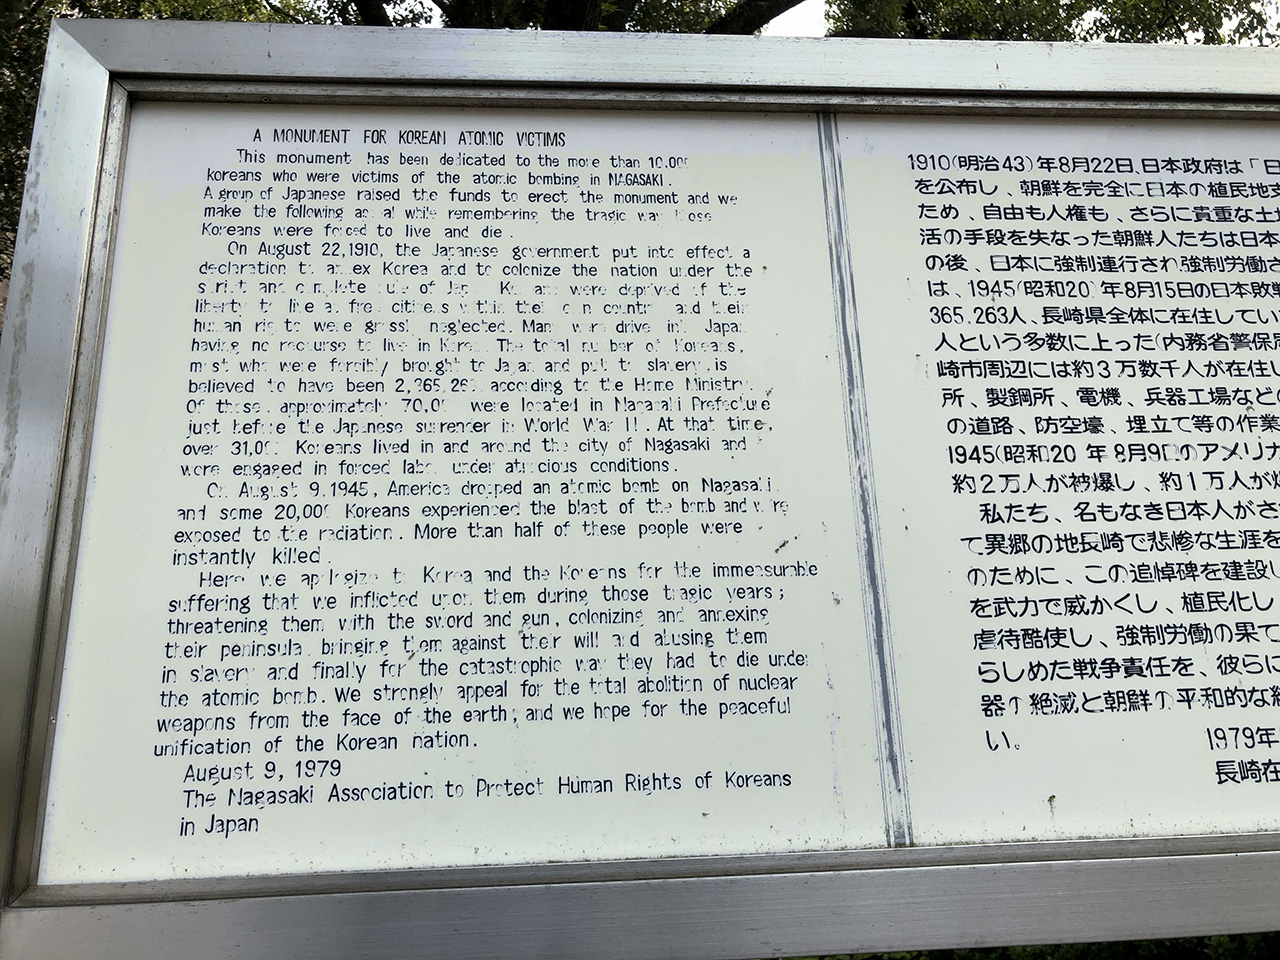 A MONUMENT FOR KOREAN ATOMIC VICTIMS
This monument has been dedicated to the more than 10,00
koreans who were victims of the atomic bombing in NAGASAKI.
A group of Japanese raised the funds to erect the monument and we
make the following while remembering the tragic way
Koreans were forced to live and die.
On August 22,1910, the Japanese government put into effect a
declaration to annex Korea and to colonize the nation under the
strict and complete rule of Japan Koreans were deprived of the
liberty to live as free citizens within their own country and their
human rights were grossly neglected. Many were driven into Japan
having no recourse to live in Korea. The total number of Koreans,
most who were forcibly brought to Japan and put to slavery, is
believed to have been 2,365,263 according to the Home Ministry.
Of these, approximately 70,00 were located in Nagasaki Prefecture
just before the Japanese surrender in World War II. At that time,
over 31,00 Koreans lived in and around the city of Nagasaki and
were engaged in forced labor under atrocious conditions.
On August 9,1945, America dropped an atomic bomb on Nagasaki
and some 20,000 Koreans experienced the blast of the bomb and were
exposed to the radiation. More than half of these people were
instantly killed.
Here we apologize to Korea and the Koreans for the immeasurable
suffering that we inflicted upon them during those tragic years;
threatening them with the sword and gun, colonizing and annexing
their peninsula, bringing them against their will and abusing them
in slavery and finally for the catastrophic way they had to die under
the atomic bomb. We strongly appeal for the total abolition of nuclear
weapons from the face of the earth; and we hope for the peaceful
unification of the Korean nation.
August 9, 1979
The Nagasaki Association to Protect Human Rights of Koreans
in Japan
1910(明治43)年8月22日、日本政府は「日
を公布し、朝鮮を完全に日本の植民地支
ため、自由も人権も、さらに貴重な土地
活の手段を失なった朝鮮人たちは日本
の後、日本に強制連行され強制労働さ
は、1945(昭和20)年8月15日の日本敗戦
365,263人、長崎県全体に在住してい
人という多数に上った(内務省警保局
崎市周辺には約3万数千人が在住し
所、製鋼所、電機、兵器工場などの
の道路、防空壕、埋立て等の作業
1945(昭和20 年8月9日のアメリカ
約2万人が被爆し、約1万人が爆
私たち、名もなき日本人がさ
て異郷の地長崎で悲惨な生涯を
のために、この追悼碑を建設し
を武力で威かくし、植民化し
虐待酷使し、強制労働の果て
らしめた戦争責任を、彼らに
器の絶滅と朝鮮の平和的な統
い。
1979年
長崎在